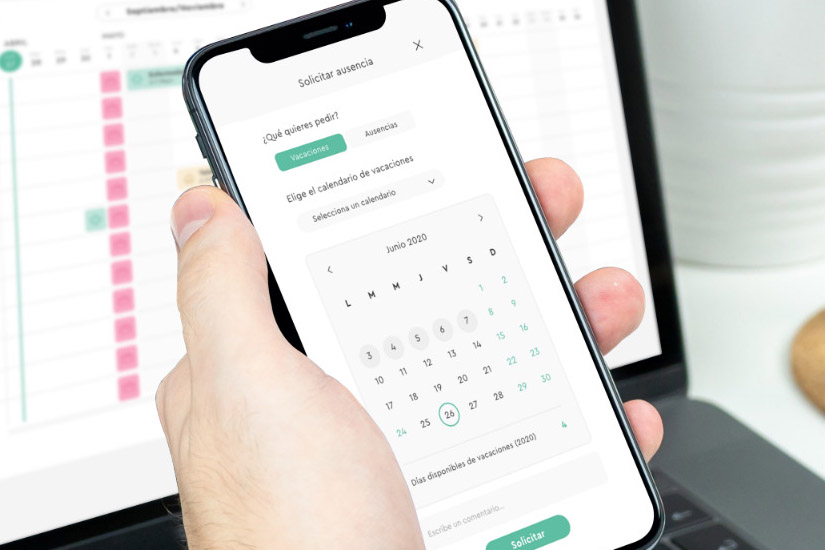 Septiembre/Noviembre
Solicitar ausencia
¿Qué quieres pedir?
Vacaciones Ausencias
Elige el calendario de vacaciones
Selecciona un calendario
Junio 2020
L M M J V S D
1 2
3 4 5 6 7 8 9
10 11 12 13 14 15 16
17 18 19 20 21 22 23
24 25 26 27 28 29 30
Días disponibles de vacaciones (2020) 4
Escribe un comentario...
Solicitar